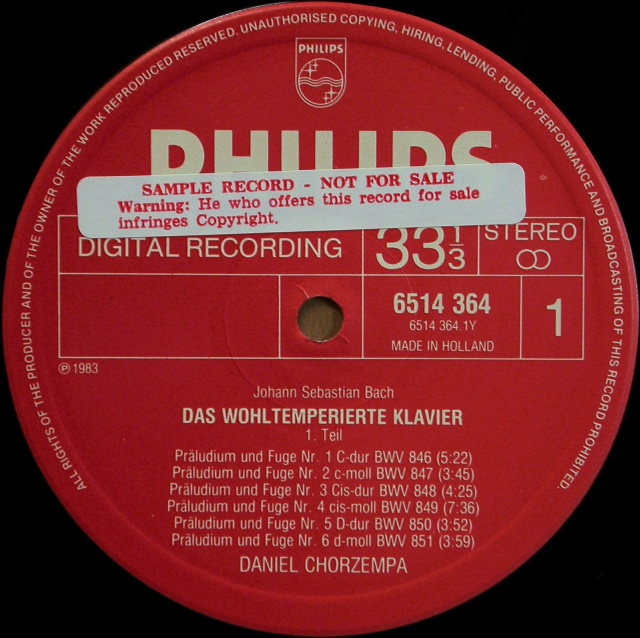 ALL RIGHTS OF THE PRODUCER AND OF THE OWNER OF THE WORK REPRODUCED RESERVED. UNAUTHORISED COPYING, HIRING, LENDING, PUBLIC PERFORMANCE AND BROADCASTING OF THIS RECORD PROHIBITED.
PHILIPS
PHILIPS
SAMPLE RECORD - NOT FOR SALE
Warning: He who offers this record for sale
infringes Copyright.
DIGITAL RECORDING
33 1/3
STEREO
6514 364
6514 364.1Y
MADE IN HOLLAND
1
℗ 1983
Johann Sebastian Bach
DAS WOHLTEMPERIERTE KLAVIER
1. Teil
Präludium und Fuge Nr. 1 C-dur BWV 846 (5:22)
Präludium und Fuge Nr. 2 c-moll BWV 847 (3:45)
Präludium und Fuge Nr. 3 Cis-dur BWV 848 (4:25)
Präludium und Fuge Nr. 4 cis-moll BWV 849 (7:36)
Präludium und Fuge Nr. 5 D-dur BWV 850 (3:52)
Präludium und Fuge Nr. 6 d-moll BWV 851 (3:59)
DANIEL CHORZEMPA